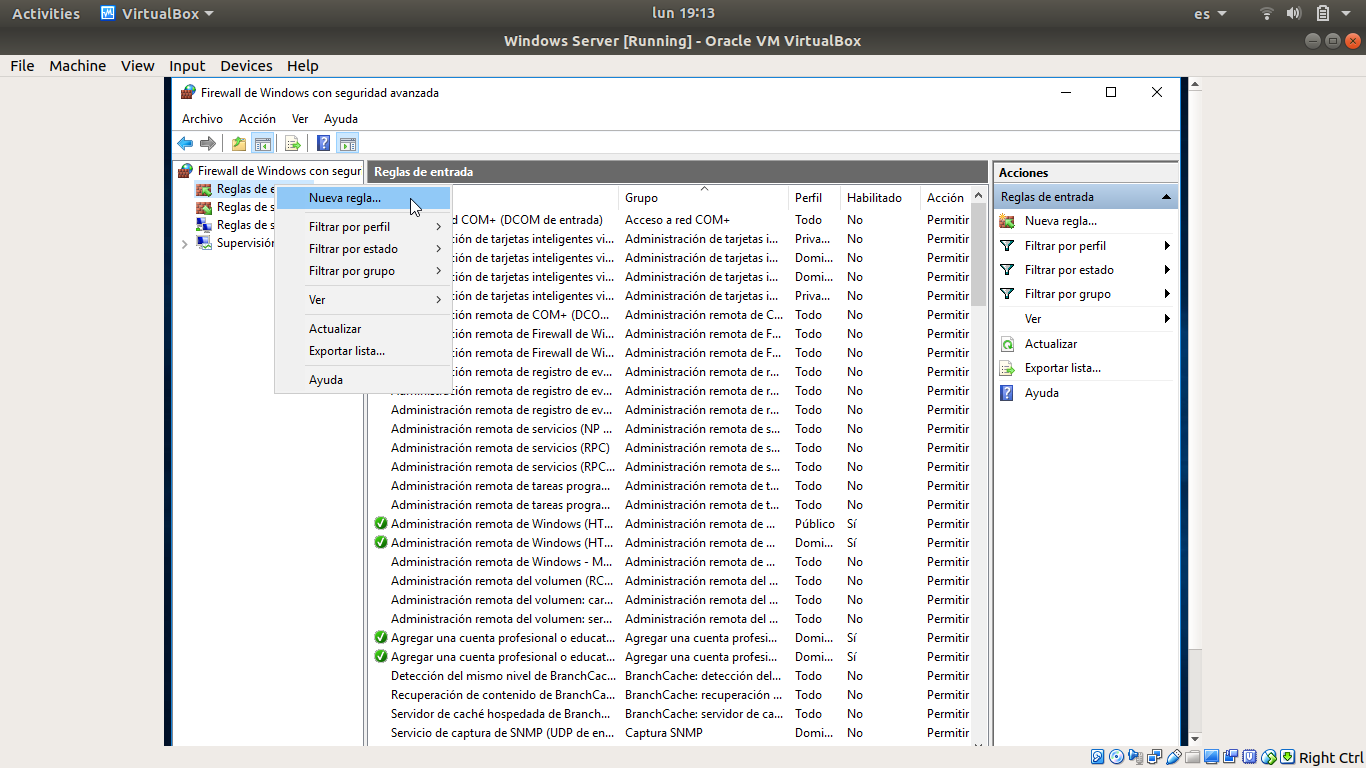 Activities VirtualBox lun 19:13 es
Windows Server [Running] - Oracle VM VirtualBox
File Machine View Input Devices Help
Firewall de Windows con seguridad avanzada
Archivo Acción Ver Ayuda
Firewall de Windows con segur
Reglas de e
Reglas de s
Reglas de s
Supervisión
Nueva regla...
Filtrar por perfil
Filtrar por estado
Filtrar por grupo
Ver
Actualizar
Exportar lista...
Ayuda
Reglas de entrada
Grupo Perfil Habilitado Acción
d COM+ (DCOM de entrada) Acceso a red COM+ Todo No Permitir
ción de tarjetas inteligentes vi... Administración de tarjetas i... Priva... No Permitir
ción de tarjetas inteligentes vi... Administración de tarjetas i... Domi... No Permitir
ción de tarjetas inteligentes vi... Administración de tarjetas i... Domi... No Permitir
ción de tarjetas inteligentes vi... Administración de tarjetas i... Priva... No Permitir
ción remota de COM+ (DCO... Administración remota de C... Todo No Permitir
ción remota de Firewall de Wi... Administración remota de F... Todo No Permitir
ción remota de Firewall de Wi... Administración remota de F... Todo No Permitir
ción remota de registro de ev... Administración remota de r... Todo No Permitir
Administración remota de registro de ev... Administración remota de r... Todo No Permitir
Administración remota de registro de ev... Administración remota de r... Todo No Permitir
Administración remota de servicios (NP ... Administración remota de s... Todo No Permitir
Administración remota de servicios (RPC) Administración remota de s... Todo No Permitir
Administración remota de servicios (RPC... Administración remota de s... Todo No Permitir
Administración remota de tareas progra... Administración remota de t... Todo No Permitir
Administración remota de tareas progra... Administración remota de t... Todo No Permitir
Administración remota de Windows (HT... Administración remota de ... Público Sí Permitir
Administración remota de Windows (HT... Administración remota de ... Domi... Sí Permitir
Administración remota de Windows - M... Administración remota de ... Todo No Permitir
Administración remota del volumen (RC... Administración remota del ... Todo No Permitir
Administración remota del volumen: car... Administración remota del ... Todo No Permitir
Administración remota del volumen: ser... Administración remota del ... Todo No Permitir
Agregar una cuenta profesional o educat... Agregar una cuenta profesi... Domi... Sí Permitir
Agregar una cuenta profesional o educat... Agregar una cuenta profesi... Domi... Sí Permitir
Detección del mismo nivel de BranchCac... BranchCache: detección del... Todo No Permitir
Recuperación de contenido de BranchCa... BranchCache: recuperación ... Todo No Permitir
Servidor de caché hospedada de Branch... BranchCache: servidor de ca... Todo No Permitir
Servicio de captura de SNMP (UDP de en... Captura SNMP Domi... No Permitir
Acciones
Reglas de entrada
Nueva regla...
Filtrar por perfil
Filtrar por estado
Filtrar por grupo
Ver
Actualizar
Exportar lista...
Ayuda
Right Ctrl